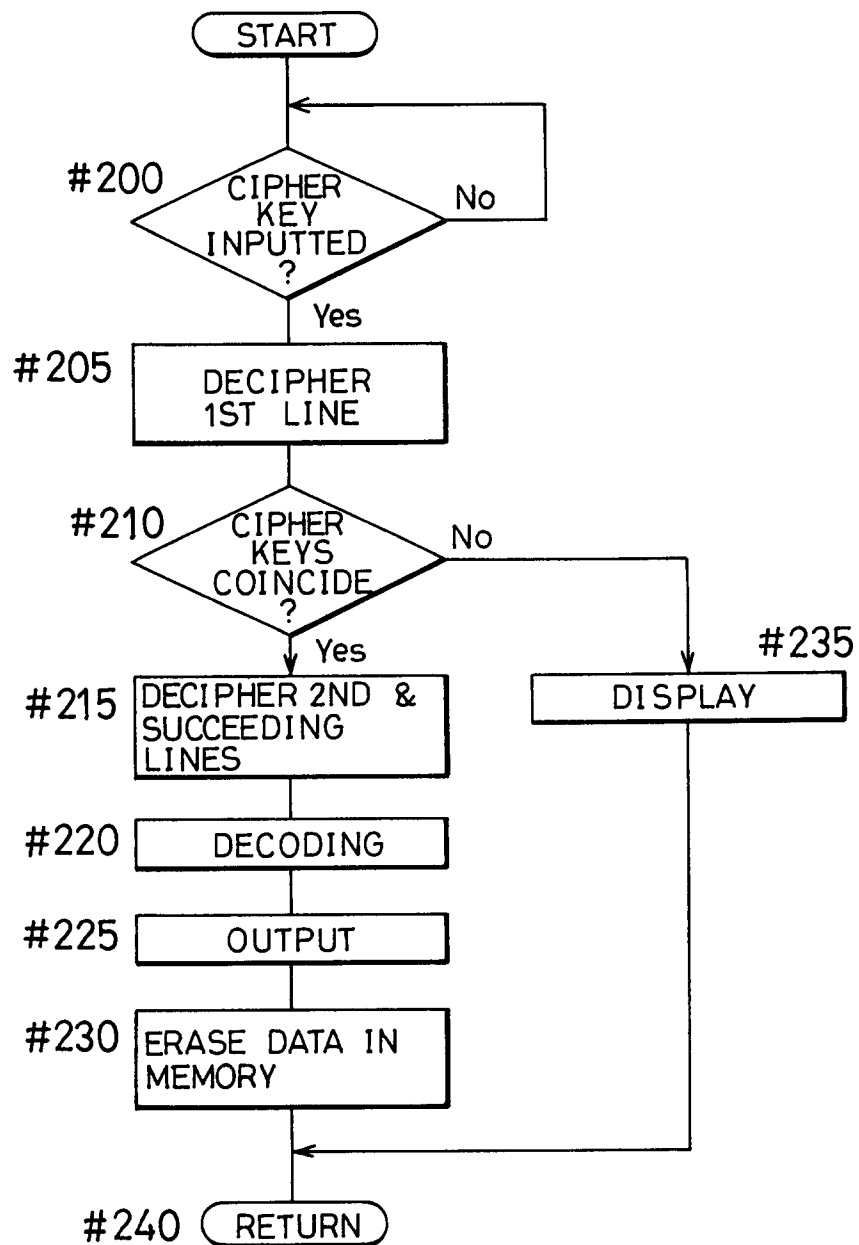 START
#200
CIPHER
KEY
INPUTTED
?
No
Yes
#205
DECIPHER
1ST LINE
#210
CIPHER
KEYS
COINCIDE
?
No
Yes
#215
DECIPHER 2ND &
SUCCEEDING
LINES
#235
DISPLAY
#220
DECODING
#225
OUTPUT
#230
ERASE DATA IN
MEMORY
#240
RETURN